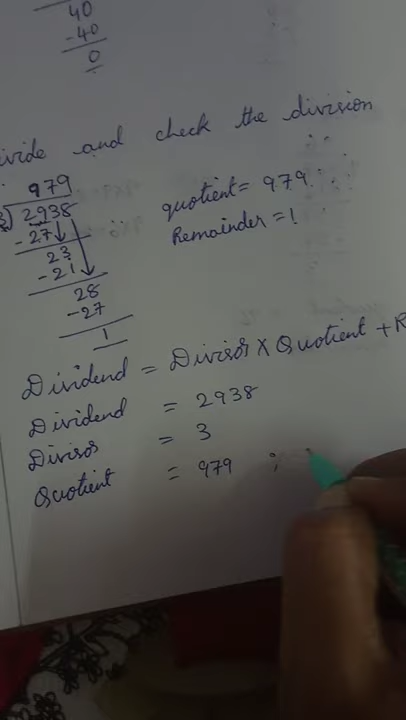 40
-40
0
ivide and check the division
979
3)2938
-27
23
-21
28
-27
1
quotient = 979
Remainder = 1
Dividend = Divisor X Quotient + R
Dividend = 2938
Divisor = 3
Quotient = 979 ;